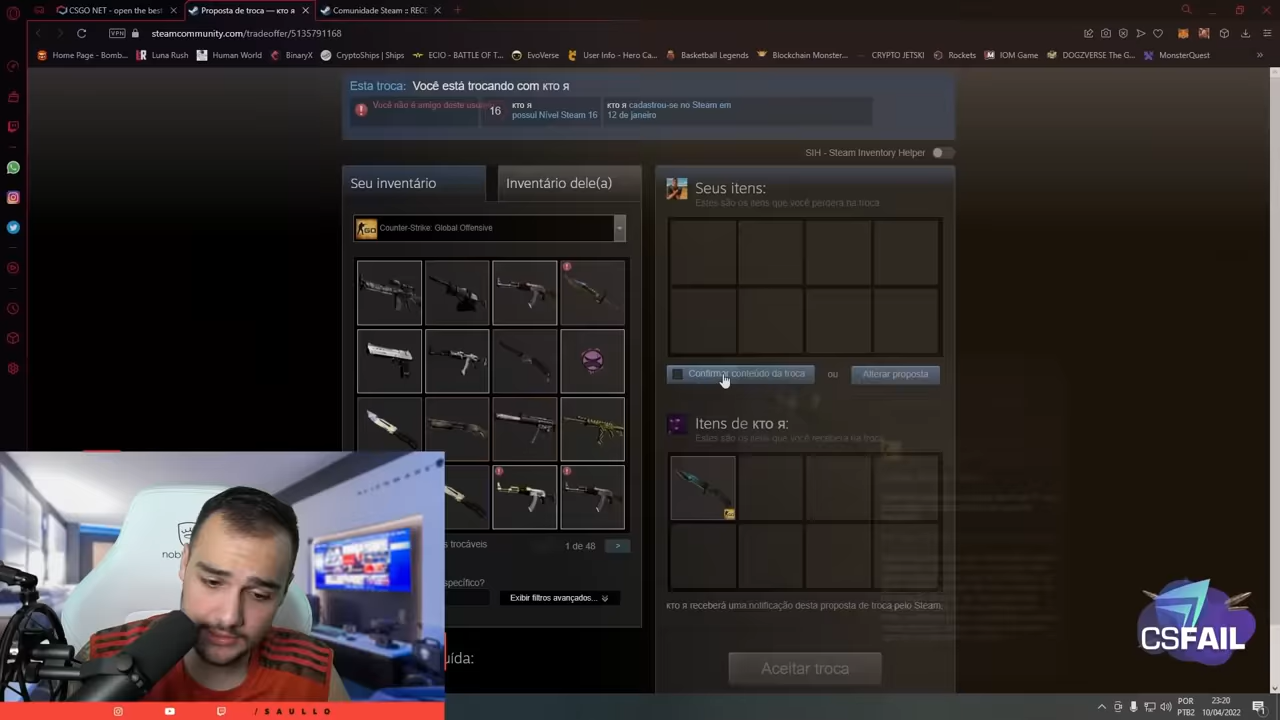 CSGO NET - open the best
Proposta de troca — кто я
Comunidade Steam :: RECE
VPN
steamcommunity.com/tradeoffer/5135791168
Home Page - Bomb...
Luna Rush
Human World
BinaryX
CryptoShips | Ships
ECIO - BATTLE OF T...
EvoVerse
User Info - Hero Ca...
Basketball Legends
Blockchain Monster...
CRYPTO JETSKI
Rockets
IOM Game
DOGZVERSE The G...
MonsterQuest
Esta troca: Você está trocando com кто я
Você não é amigo deste
16
кто я
possui Nível Steam 16
кто я cadastrou-se no Steam em
12 de janeiro
SIH - Steam Inventory Helper
Seu inventário
Inventário dele(a)
Counter-Strike: Global Offensive
Seus itens:
Estes são os itens que você perderá na troca
Confirmar conteúdo da troca
ou
Alterar proposta
Itens de кто я:
Estes são os itens que você receberá na troca
s trocáveis
1 de 48
>
specífico?
Exibir filtros avançados...
кто я receberá uma notificação desta proposta de troca pelo Steam.
Aceitar troca
uída:
CSFAIL
/SAULLO
POR
PTB2
23:20
10/04/2022